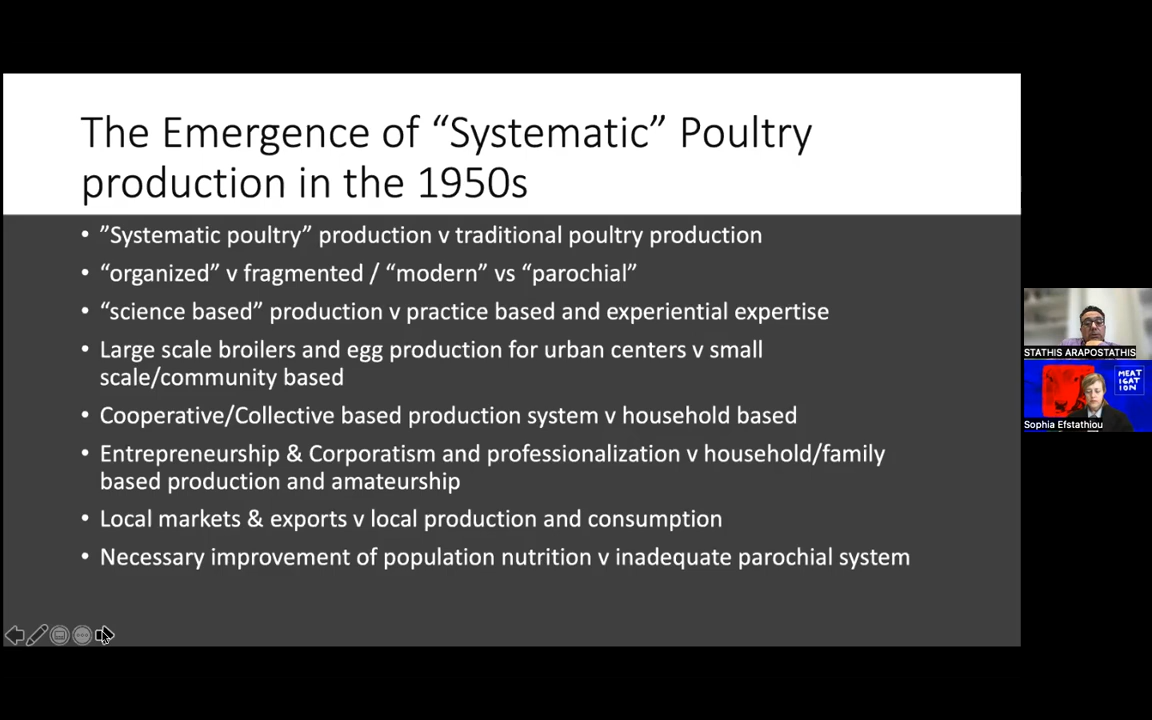 The Emergence of “Systematic” Poultry
production in the 1950s
• ”Systematic poultry” production v traditional poultry production
• “organized” v fragmented / “modern” vs “parochial”
• “science based” production v practice based and experiential expertise
• Large scale broilers and egg production for urban centers v small
scale/community based
• Cooperative/Collective based production system v household based
• Entrepreneurship & Corporatism and professionalization v household/family
based production and amateurship
• Local markets & exports v local production and consumption
• Necessary improvement of population nutrition v inadequate parochial system
STATHIS ARAPOSTATHIS
MEAT
IGAT
ION
Sophia Efstathiou